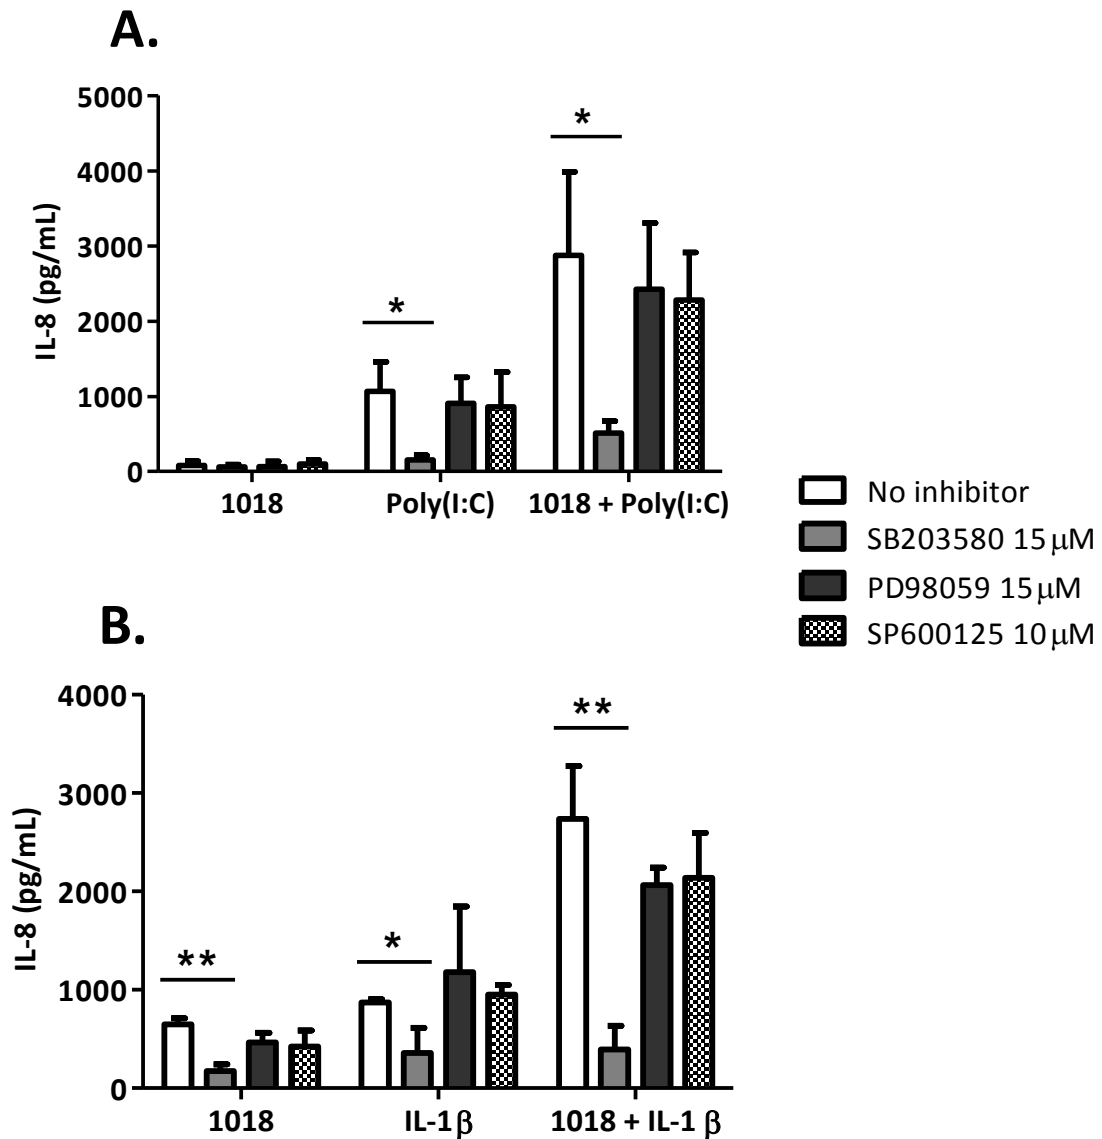 A.
IL-8 (pg/mL)
5000
4000
3000
2000
1000
0
*
*
1018
Poly(I:C)
1018 + Poly(I:C)
No inhibitor
SB203580 15 μM
PD98059 15 μM
SP600125 10 μM
B.
IL-8 (pg/mL)
4000
3000
2000
1000
0
**
*
**
1018
IL-1 β
1018 + IL-1 β